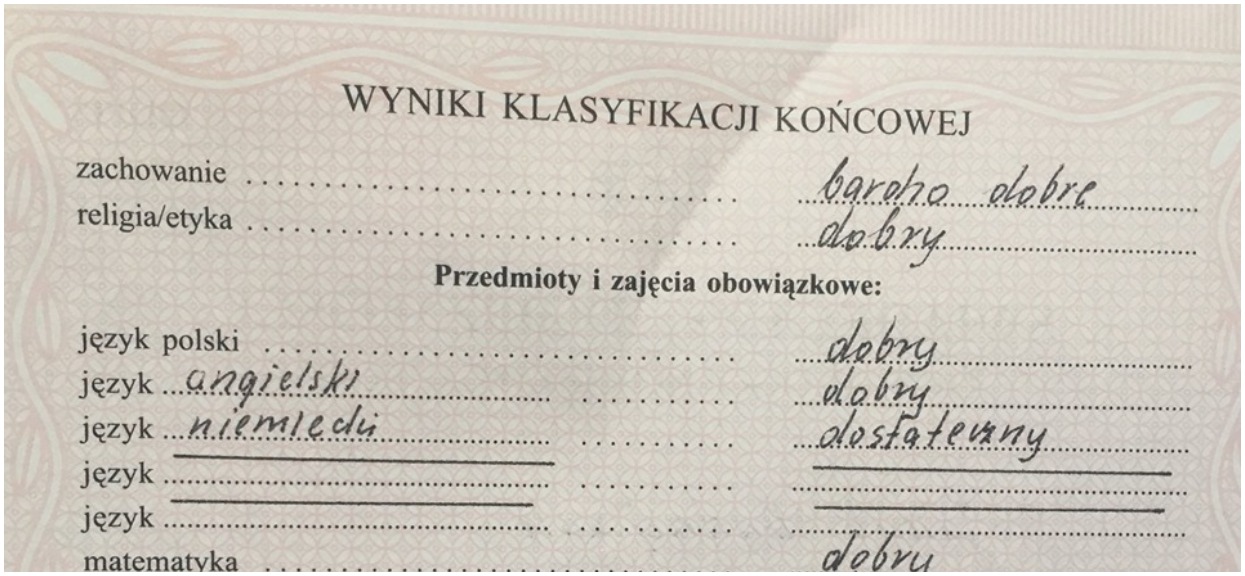 WYNIKI KLASYFIKACJI KOŃCOWEJ
zachowanie ........................................ bardzo dobre
religia/etyka ........................................ dobry
Przedmioty i zajęcia obowiązkowe:
język polski ........................................ dobry
język angielski .......... dobry
język niemiecki .......... dostateczny
język ..........
język ..........
matematyka ........................................ dobry